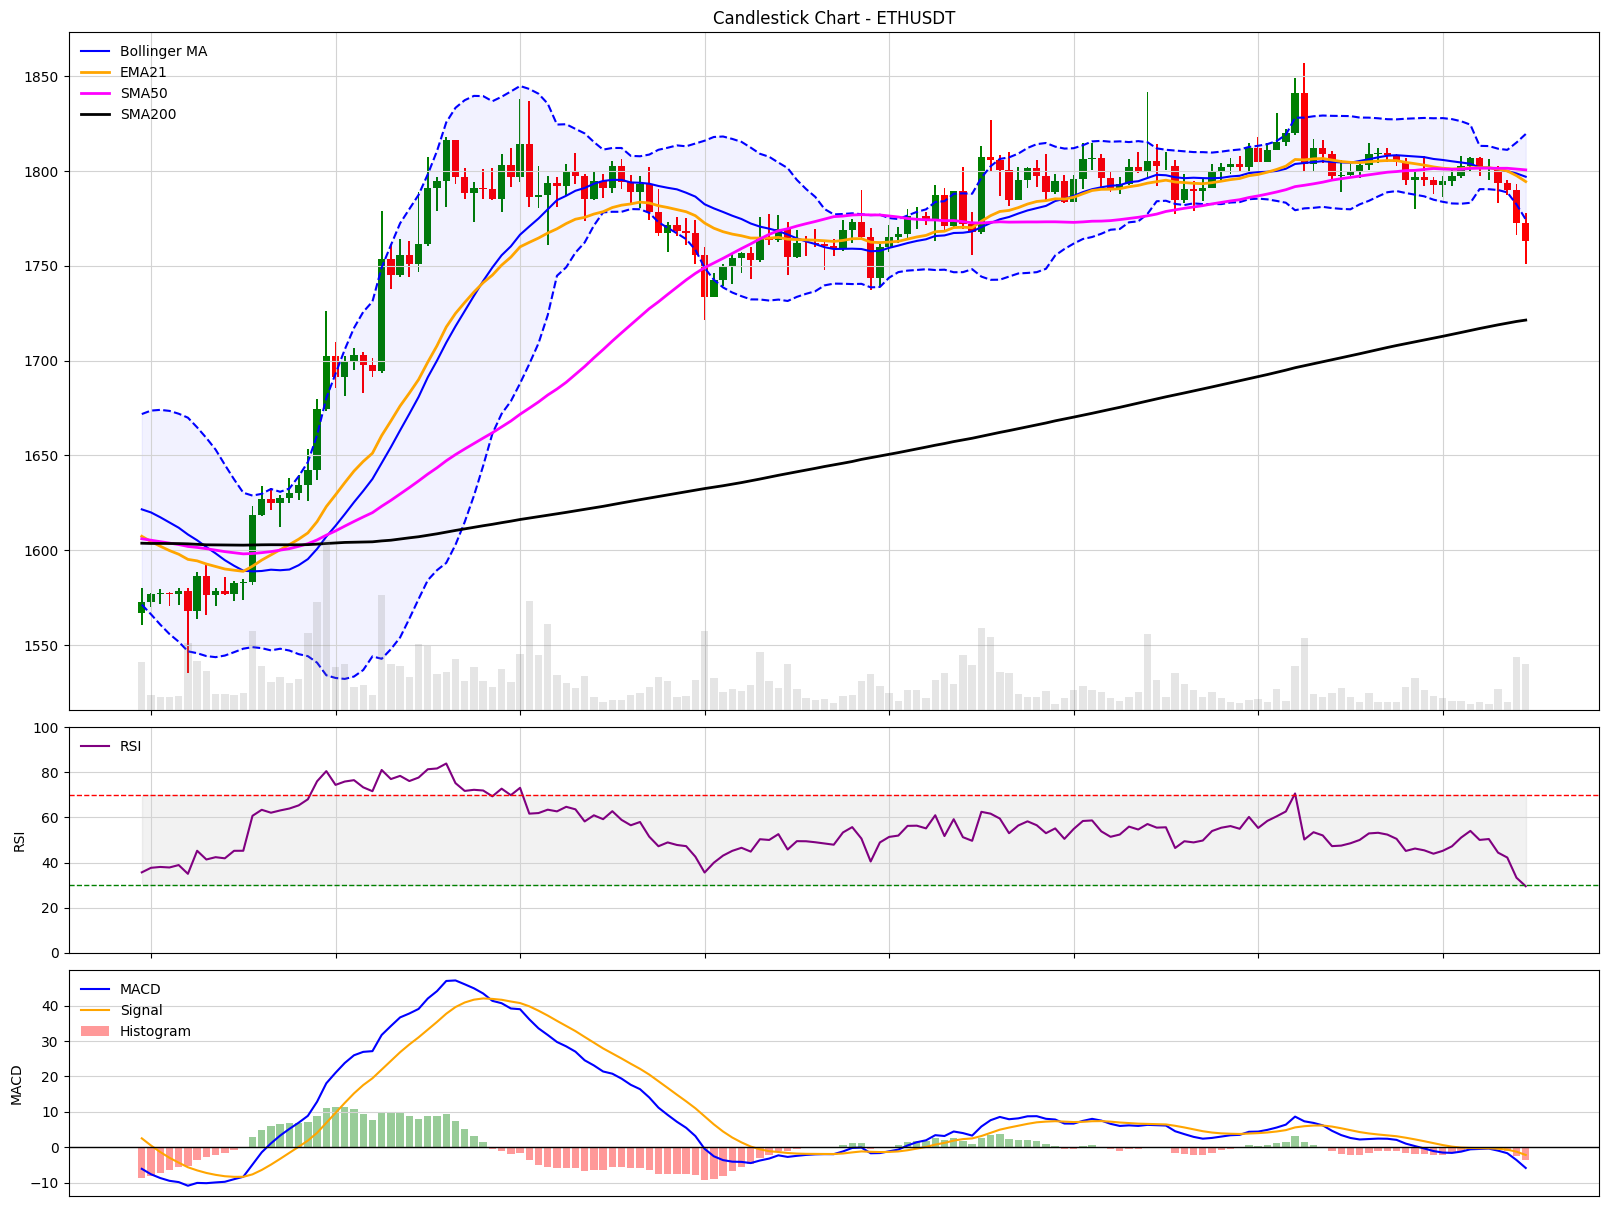 Candlestick Chart - ETHUSDT
Bollinger MA
EMA21
SMA50
SMA200
1850
1800
1750
1700
1650
1600
1550
100
80
60
40
20
0
RSI
RSI
40
30
20
10
0
−10
MACD
MACD
Signal
Histogram